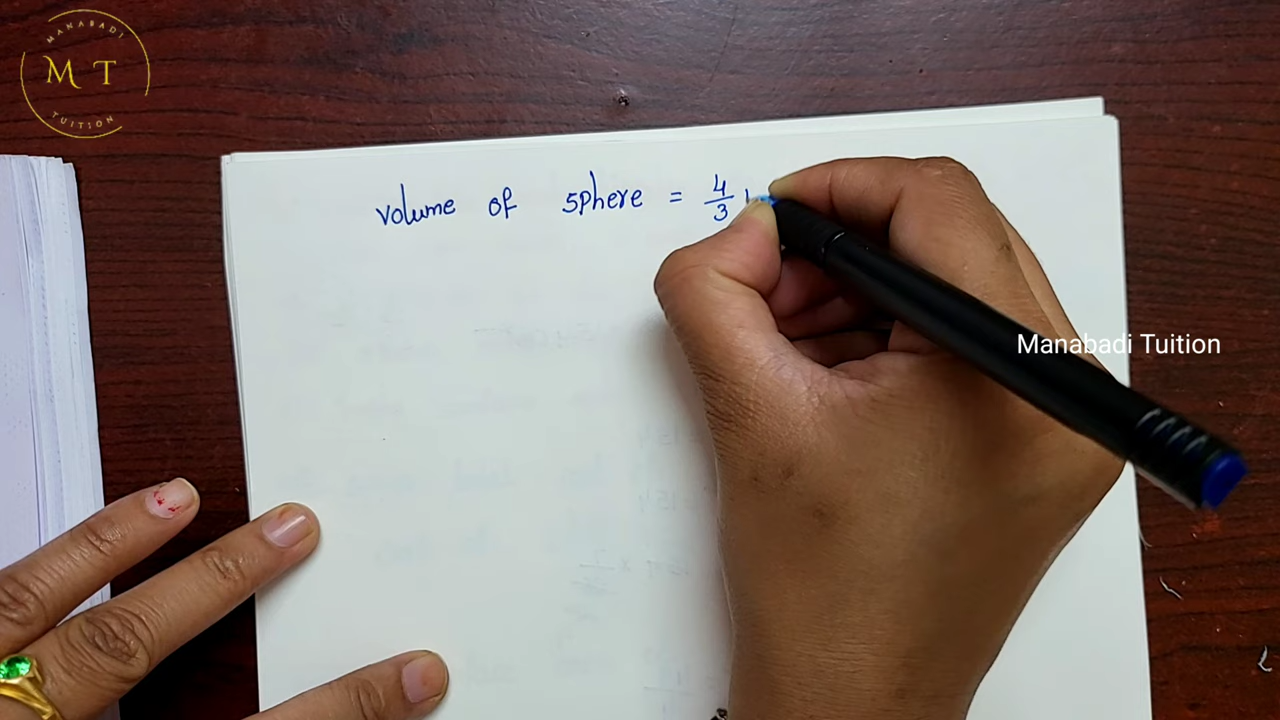 MANABADI
M T
TUITION
volume of sphere = 4/3
Manabadi Tuition